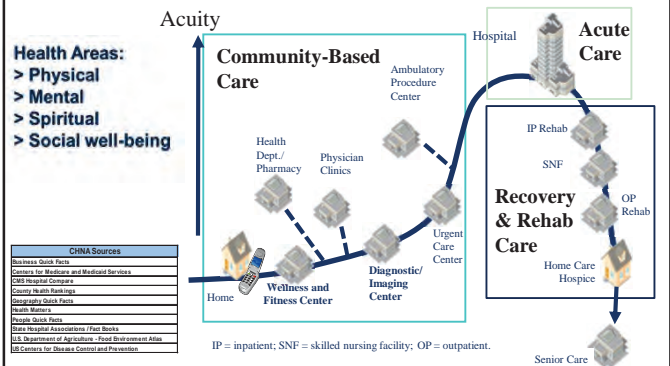 Acuity
Health Areas:
> Physical
> Mental
> Spiritual
> Social well-being
Community-Based
Care
Ambulatory
Procedure
Center
Health
Dept./
Pharmacy
Physician
Clinics
Urgent
Care
Center
Home
Wellness and
Fitness Center
Diagnostic/
Imaging
Center
Hospital
Acute
Care
IP Rehab
SNF
OP
Rehab
Recovery
& Rehab
Care
Home Care
Hospice
Senior Care
CHNA Sources
Business Quick Facts
Centers for Medicare and Medicaid Services
CMS Hospital Compare
County Health Rankings
Geography Quick Facts
Health Matters
People Quick Facts
State Hospital Associations / Fact Books
U.S. Department of Agriculture - Food Environment Atlas
US Centers for Disease Control and Prevention
IP = inpatient; SNF = skilled nursing facility; OP = outpatient.